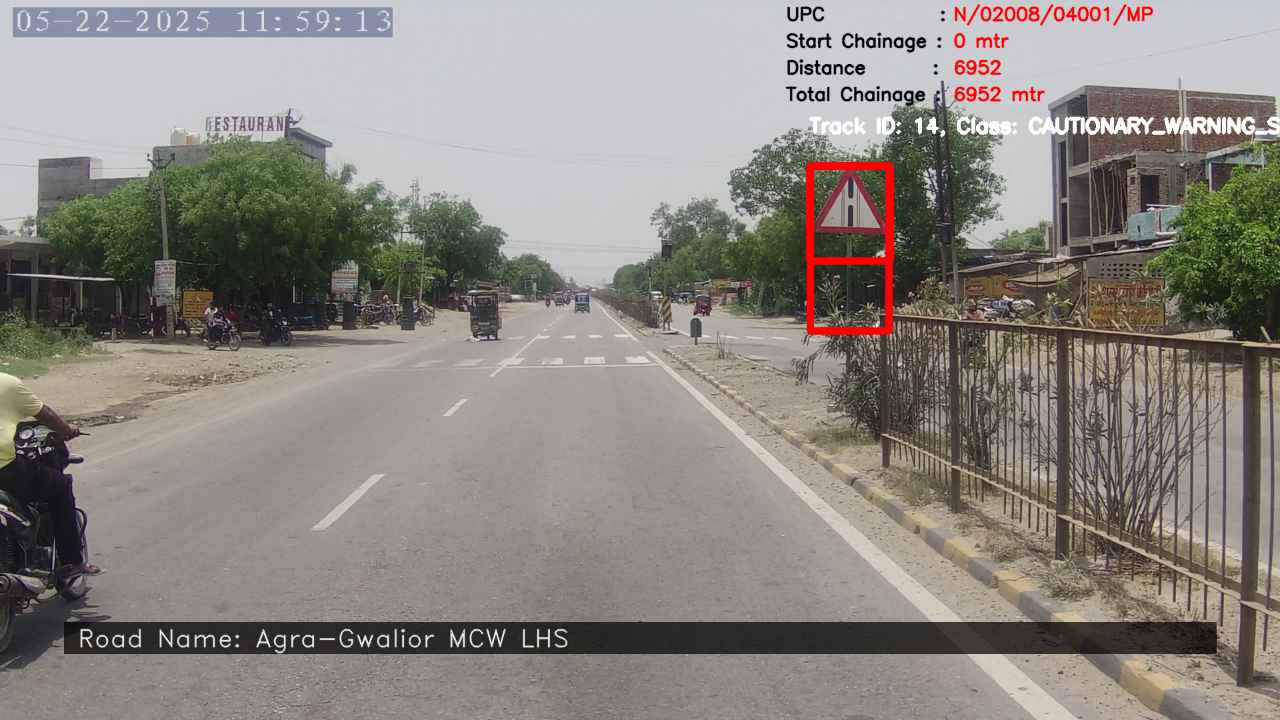 05-22-2025 11:59:13
UPC : N/02008/04001/MP
Start Chainage : 0 mtr
Distance : 6952
Total Chainage : 6952 mtr
Track ID: 14, Class: CAUTIONARY_WARNING_S
RESTAURANT
Road Name: Agra-Gwalior MCW LHS